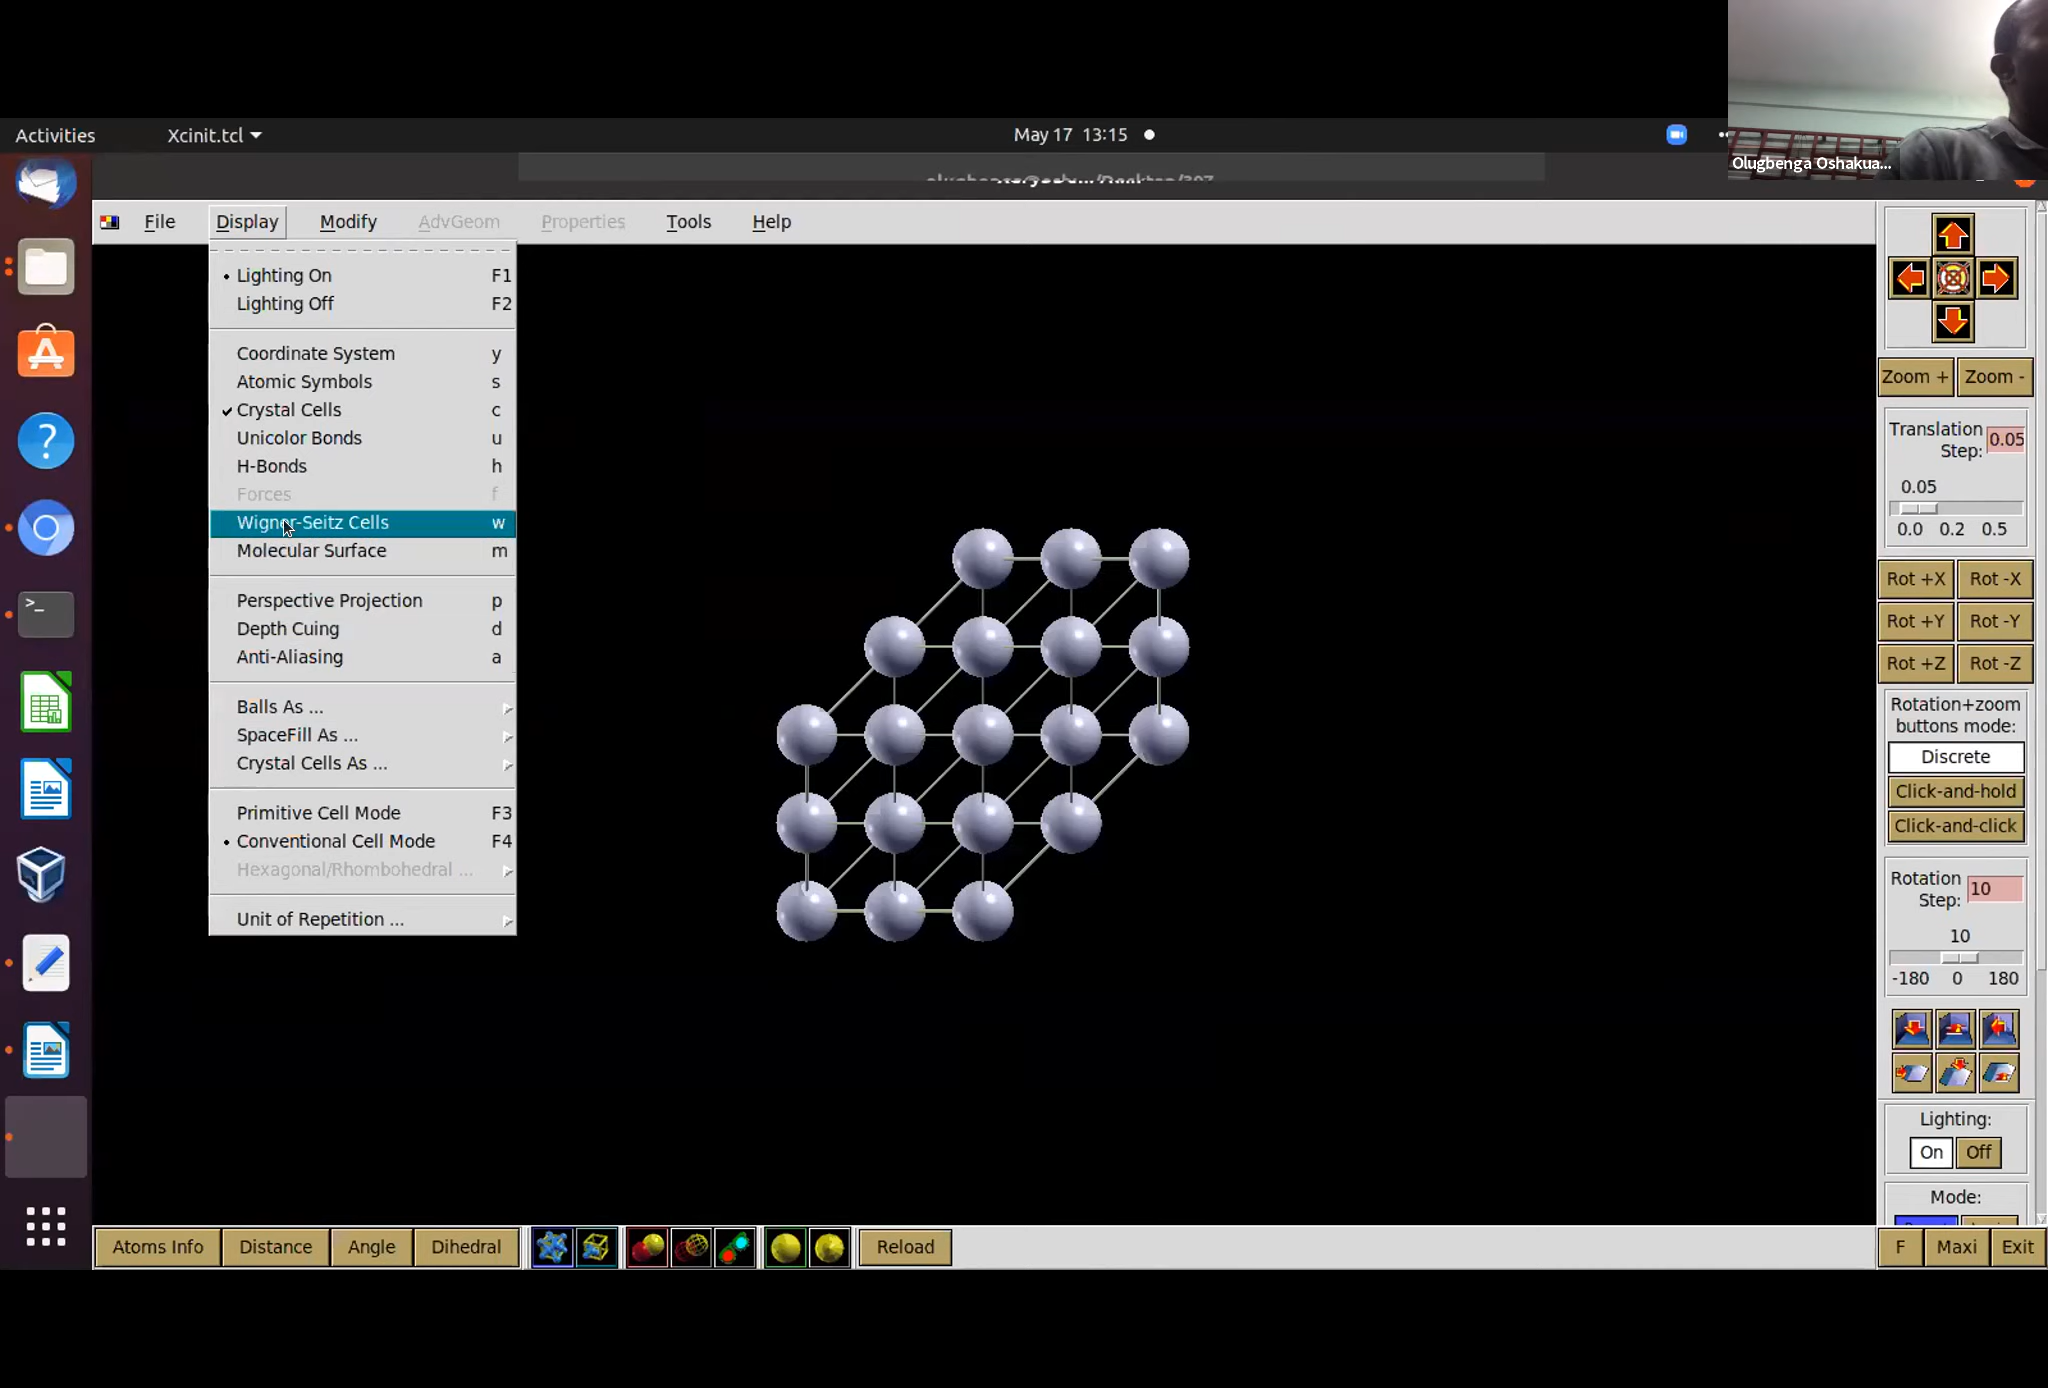 Activities
Xcinit.tcl
May 17 13:15
Olugbenga Oshakua...
File
Display
Modify
AdvGeom
Properties
Tools
Help
Lighting On F1
Lighting Off F2
Coordinate System y
Atomic Symbols s
Crystal Cells c
Unicolor Bonds u
H-Bonds h
Forces f
Wigner-Seitz Cells w
Molecular Surface m
Perspective Projection p
Depth Cuing d
Anti-Aliasing a
Balls As ...
SpaceFill As ...
Crystal Cells As ...
Primitive Cell Mode F3
Conventional Cell Mode F4
Hexagonal/Rhombohedral ...
Unit of Repetition ...
Zoom + Zoom -
Translation
Step: 0.05
0.05
0.0 0.2 0.5
Rot +X Rot -X
Rot +Y Rot -Y
Rot +Z Rot -Z
Rotation+zoom
buttons mode:
Discrete
Click-and-hold
Click-and-click
Rotation
Step: 10
10
-180 0 180
Lighting:
On Off
Mode:
Atoms Info
Distance
Angle
Dihedral
Reload
F
Maxi
Exit